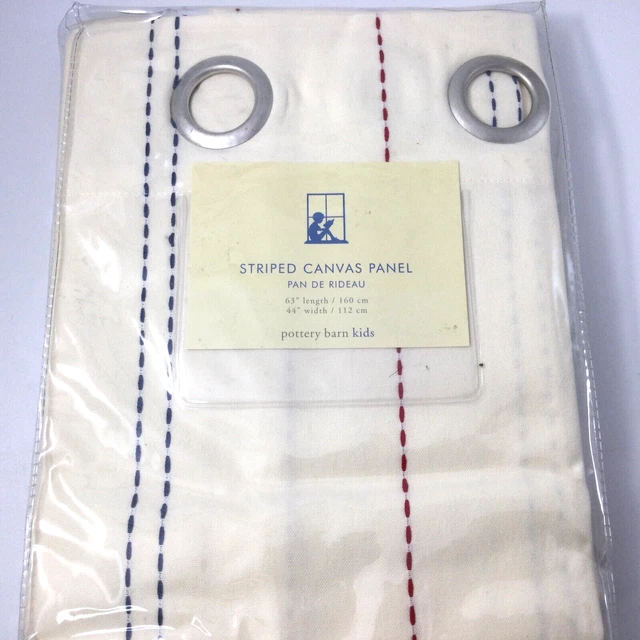 STRIPED CANVAS PANEL
PAN DE RIDEAU
63" length / 160 cm
44" width / 112 cm
pottery barn kids